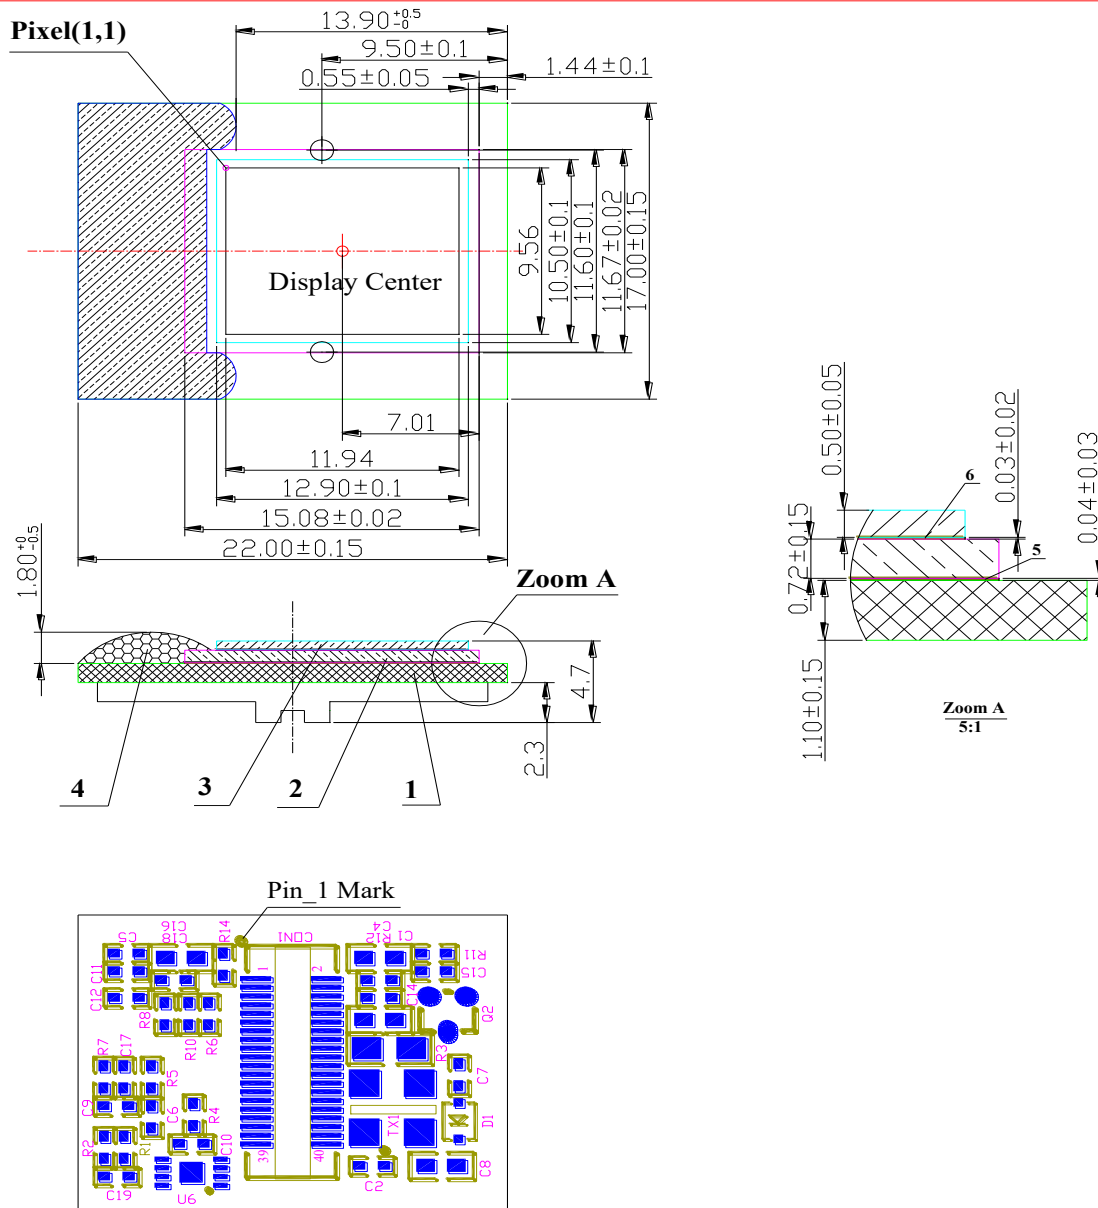 13.90 +0.5 -0
Pixel(1,1)
9.50±0.1
0.55±0.05
1.44±0.1
9.56
10.50±0.1
11.60±0.1
11.67±0.02
17.00±0.15
Display Center
7.01
11.94
12.90±0.1
15.08±0.02
22.00±0.15
1.80 +0 -0.5
Zoom A
4.7
2.3
4
3
2
1
0.50±0.05
0.03±0.02
0.04±0.03
0.72±0.15
1.10±0.15
6
5
Zoom A
5:1
Pin_1 Mark
C5
C16
C18
R14
CON1
C4
R12
C1
R11
C15
C11
C12
C14
1
2
Q2
R8
R10
R6
R3
R7
C17
R5
C7
C9
C6
R4
TX1
D1
R2
R1
C10
39
40
C2
C8
C19
U6